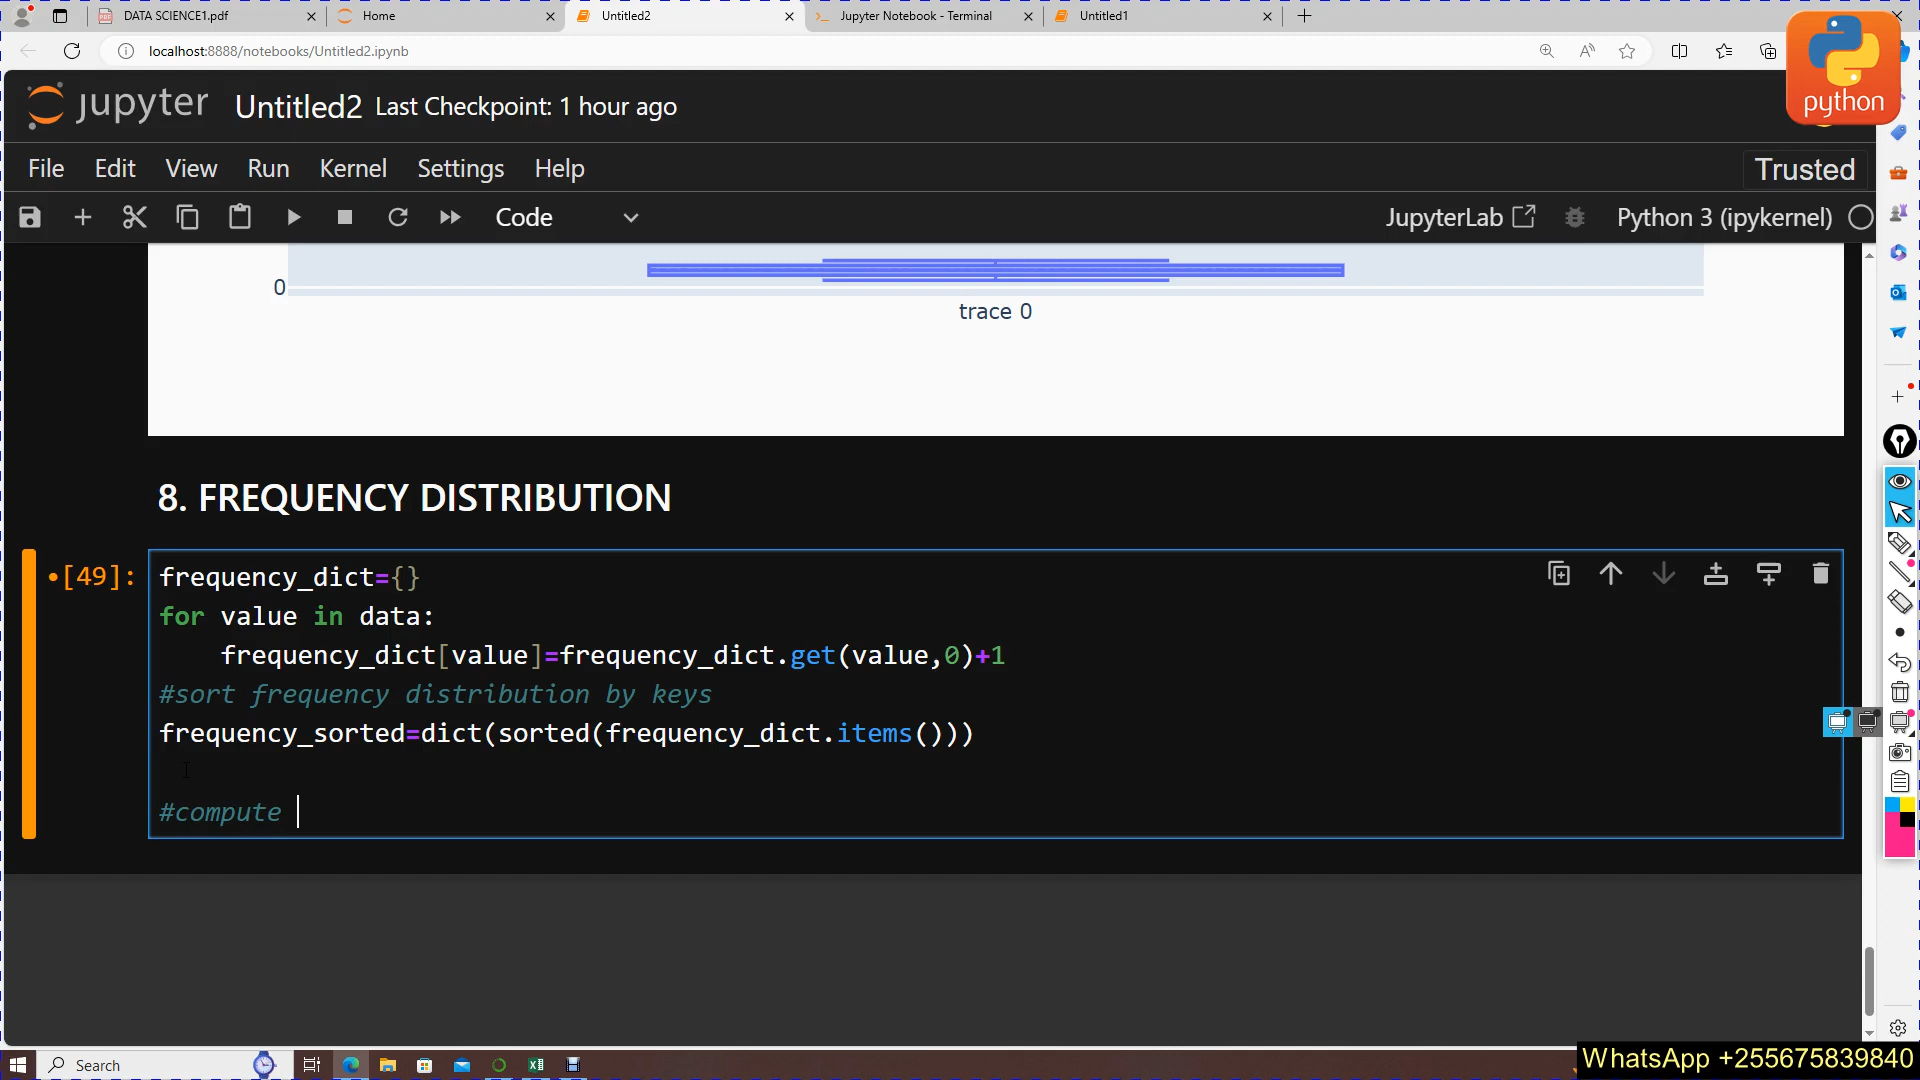 DATA SCIENCE1.pdf
Home
Untitled2
Jupyter Notebook - Terminal
Untitled1
localhost:8888/notebooks/Untitled2.ipynb
python
jupyter Untitled2 Last Checkpoint: 1 hour ago
File Edit View Run Kernel Settings Help
Trusted
Code
JupyterLab
Python 3 (ipykernel)
0
trace 0
8. FREQUENCY DISTRIBUTION
•[49]:
frequency_dict={}
for value in data:
    frequency_dict[value]=frequency_dict.get(value,0)+1
#sort frequency distribution by keys
frequency_sorted=dict(sorted(frequency_dict.items()))
#compute
Search
WhatsApp +255675839840